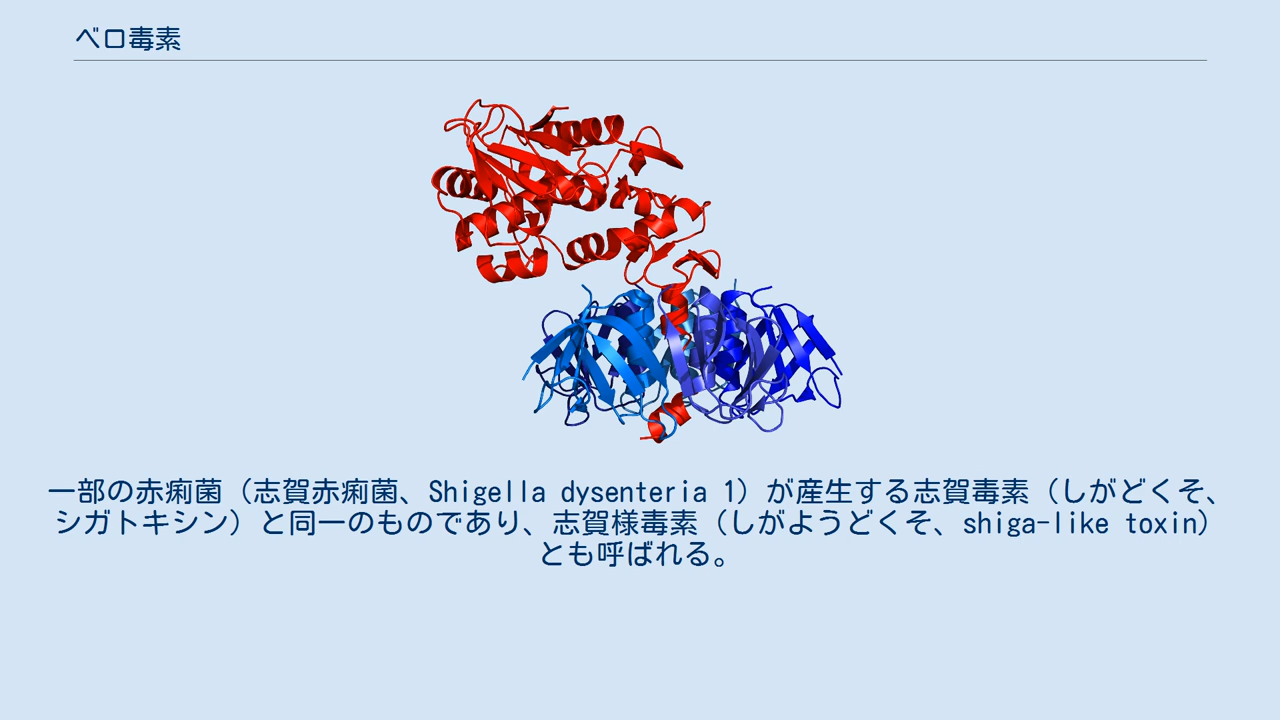 ベロ毒素
一部の赤痢菌（志賀赤痢菌、Shigella dysenteria 1）が産生する志賀毒素（しがどくそ、
シガトキシン）と同一のものであり、志賀様毒素（しがようどくそ、shiga-like toxin）
とも呼ばれる。